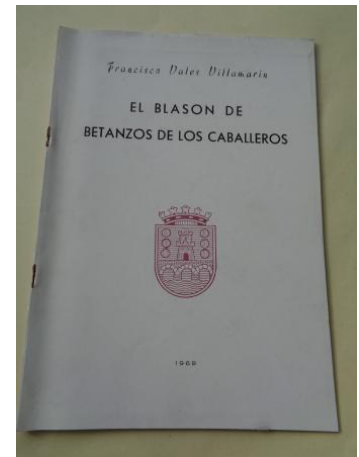 Francisco Vales Villamarín
EL BLASON DE
BETANZOS DE LOS CABALLEROS
1968